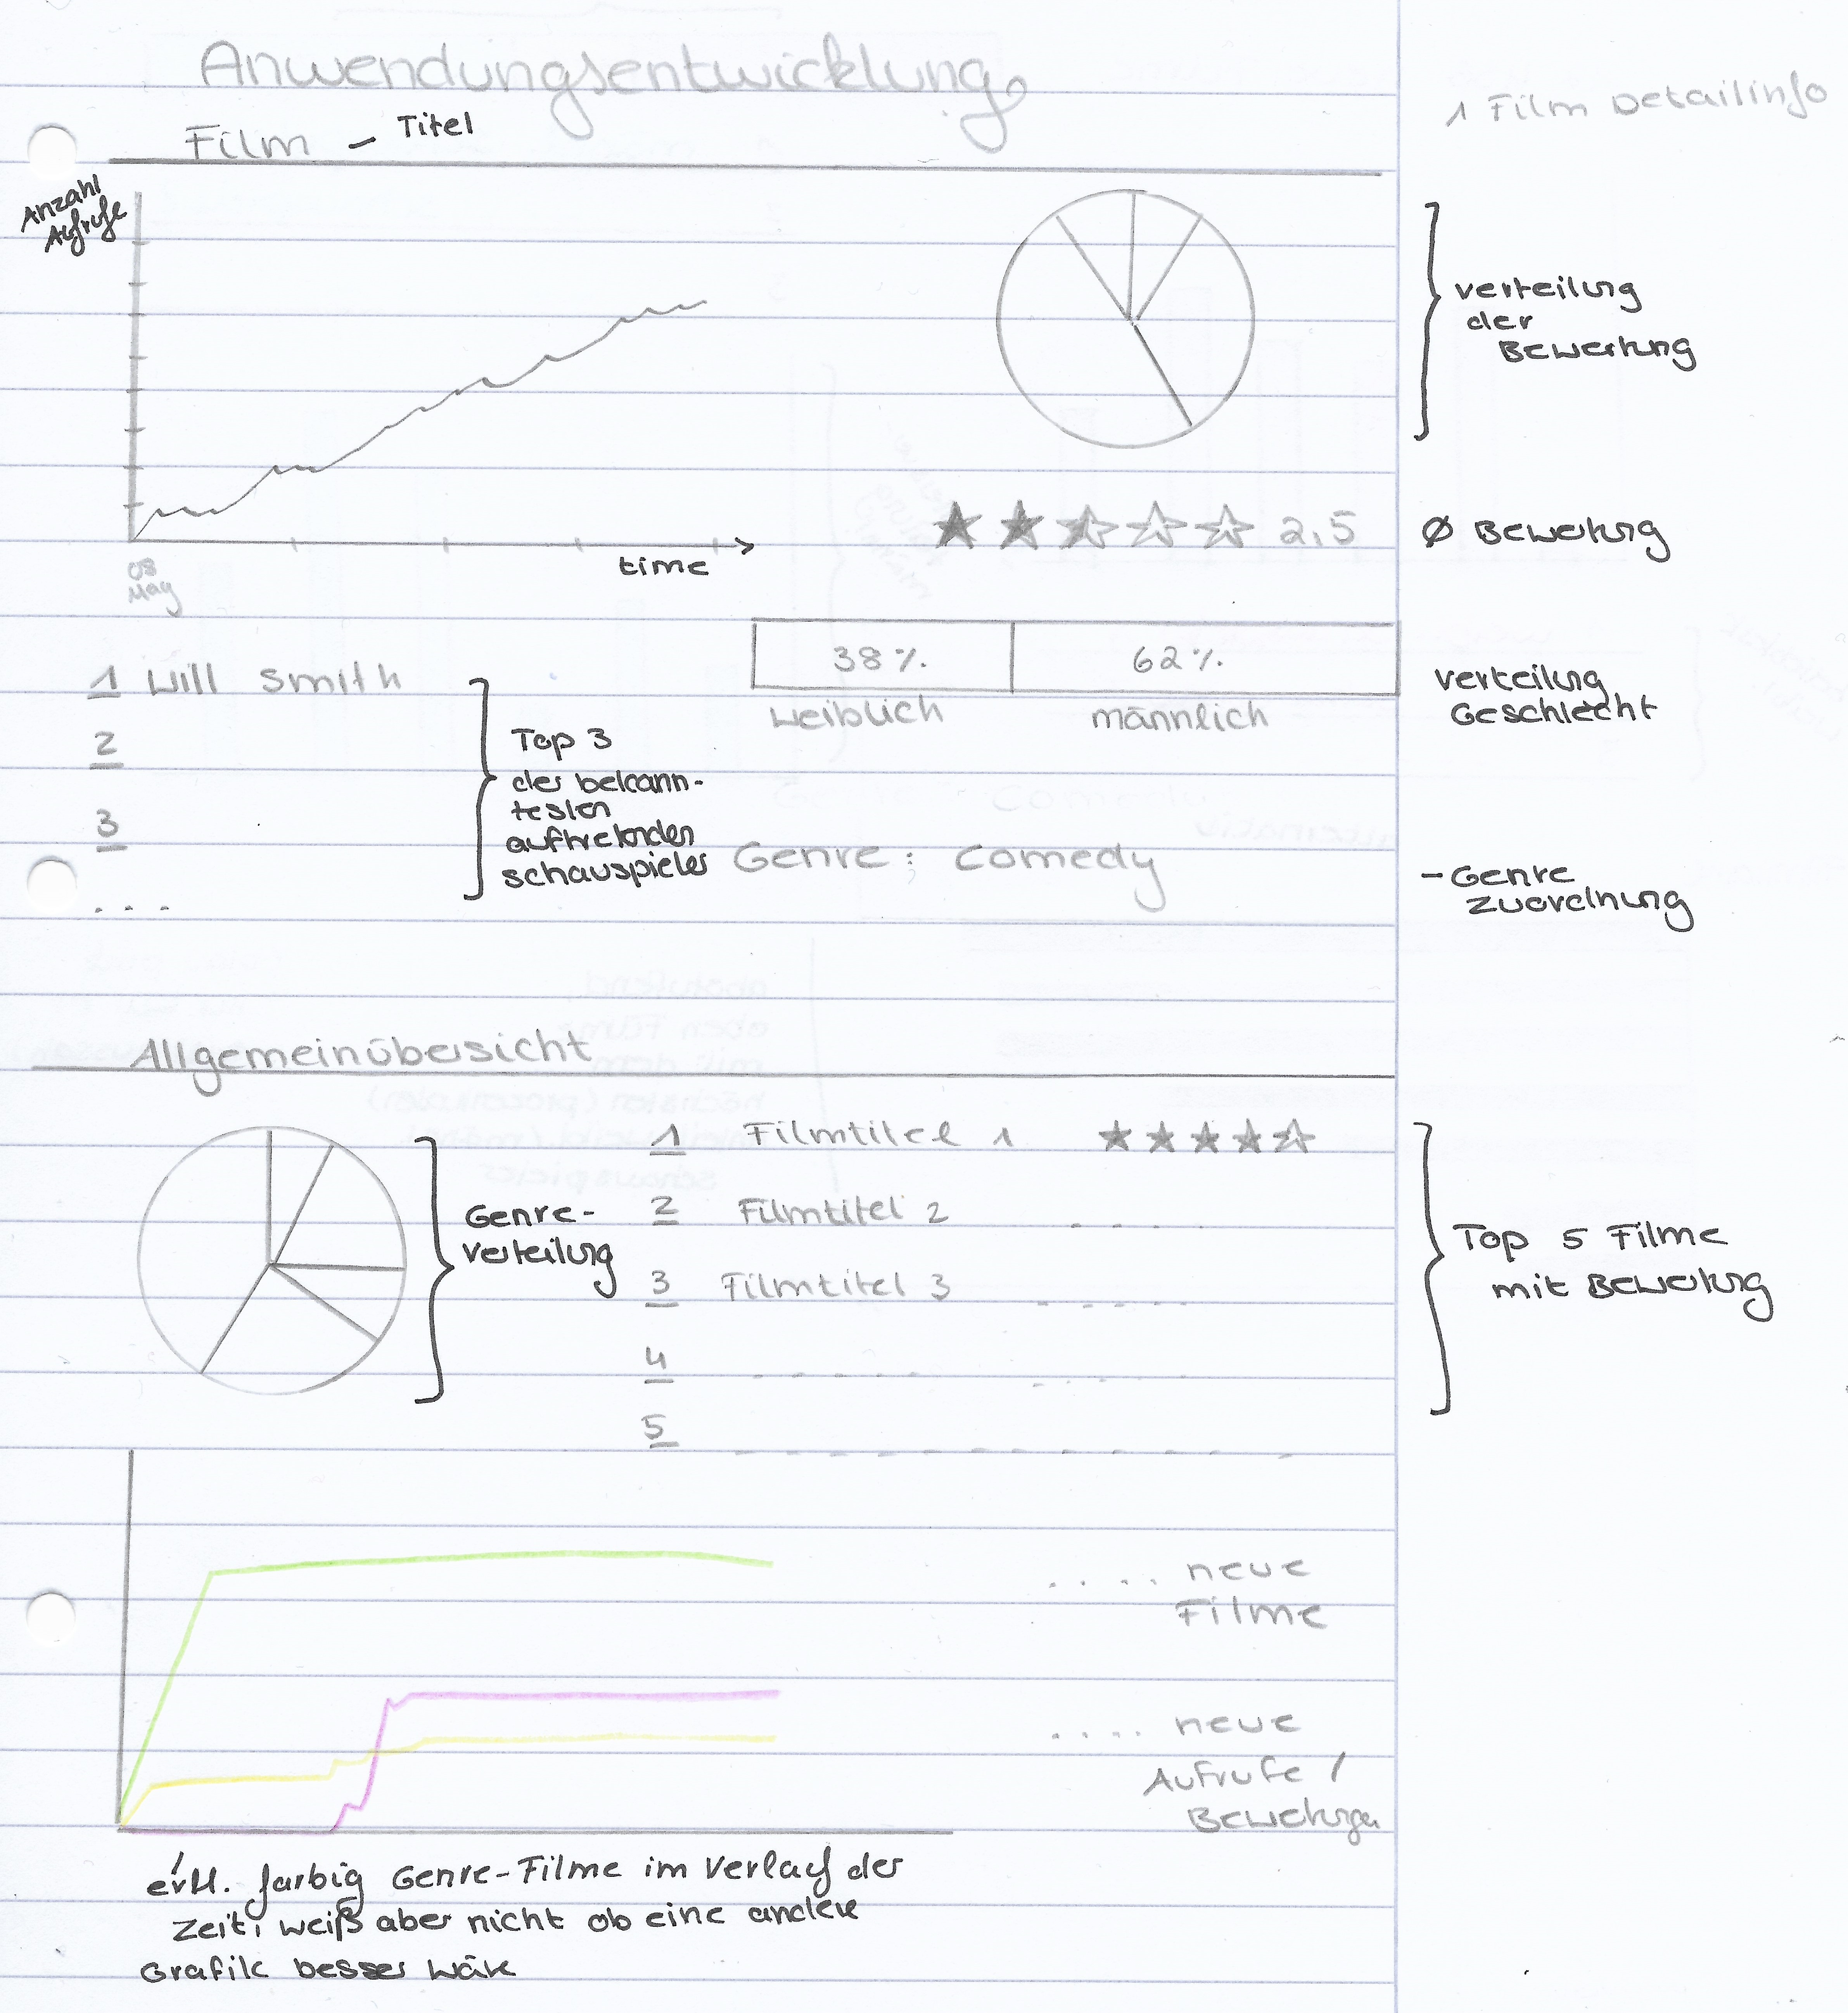 Anwendungsentwicklung
1 Film Detailinfo
Film – Titel
Anzahl
Aufrufe
verteilung
der
Bewertung
2,5
Ø Bewertung
time
08
May
38%.
62%.
weiblich
männlich
verteilung
Geschlecht
1 Will Smith
2
3
...
Top 3
der bekann-
testen
auftretenden
schauspieler
Genre: Comedy
– Genre
zuordnung
Allgemeinübersicht
Genre-
verteilung
1 Filmtitel 1
2 Filmtitel 2
3 Filmtitel 3
4
5
Top 5 Filme
mit Bewertung
.... neue
Filme
.... neue
Aufrufe /
Bewertungen
evtl. farbig Genre-Filme im Verlauf der
Zeit, weiß aber nicht ob eine andere
Grafik besser wäre